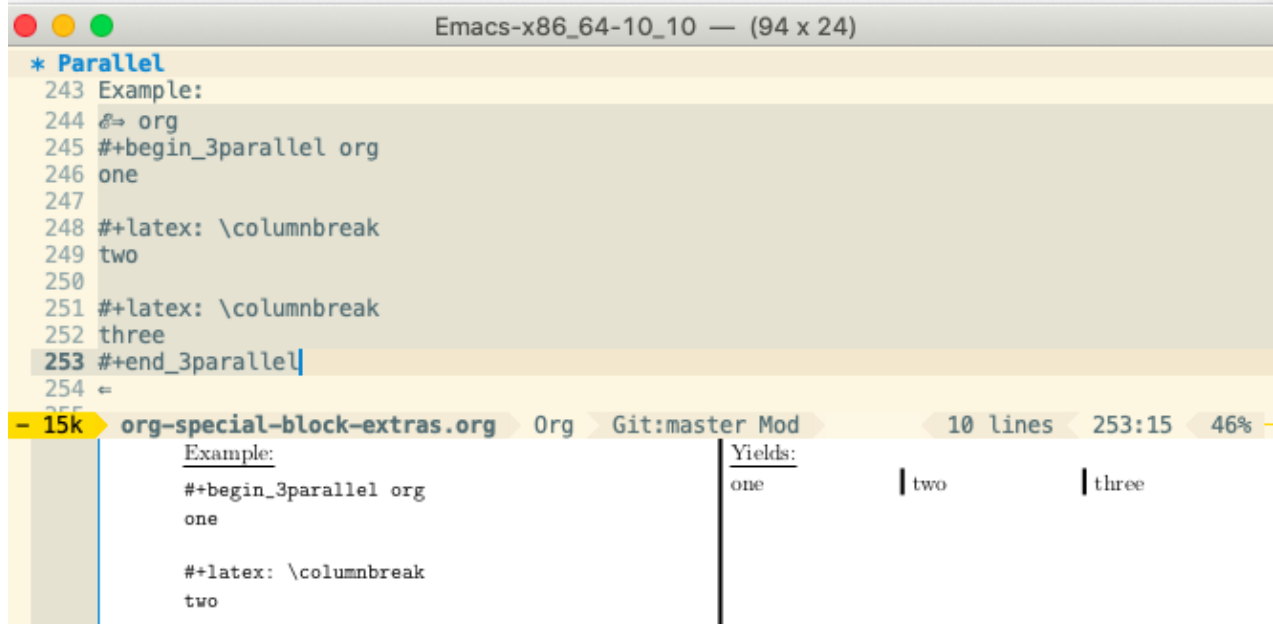 Emacs-x86_64-10_10 — (94 x 24)
* Parallel
243 Example:
244 ℰ⇒ org
245 #+begin_3parallel org
246 one
247
248 #+latex: \columnbreak
249 two
250
251 #+latex: \columnbreak
252 three
253 #+end_3parallel
254 ⇐
255
- 15k org-special-block-extras.org Org Git:master Mod 10 lines 253:15 46%
Example:
#+begin_3parallel org
one
#+latex: \columnbreak
two
Yields:
one two three